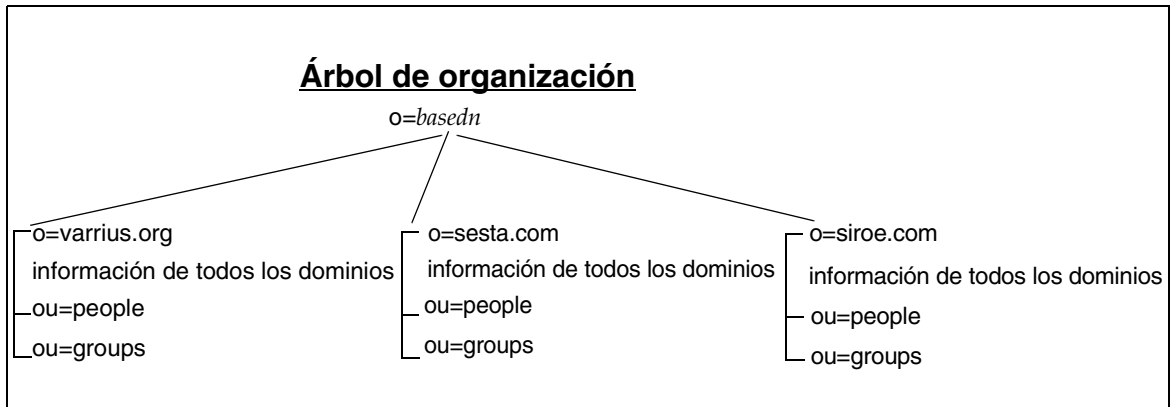 Árbol de organización
o=basedn
o=varrius.org
información de todos los dominios
ou=people
ou=groups
o=sesta.com
información de todos los dominios
ou=people
ou=groups
o=siroe.com
información de todos los dominios
ou=people
ou=groups